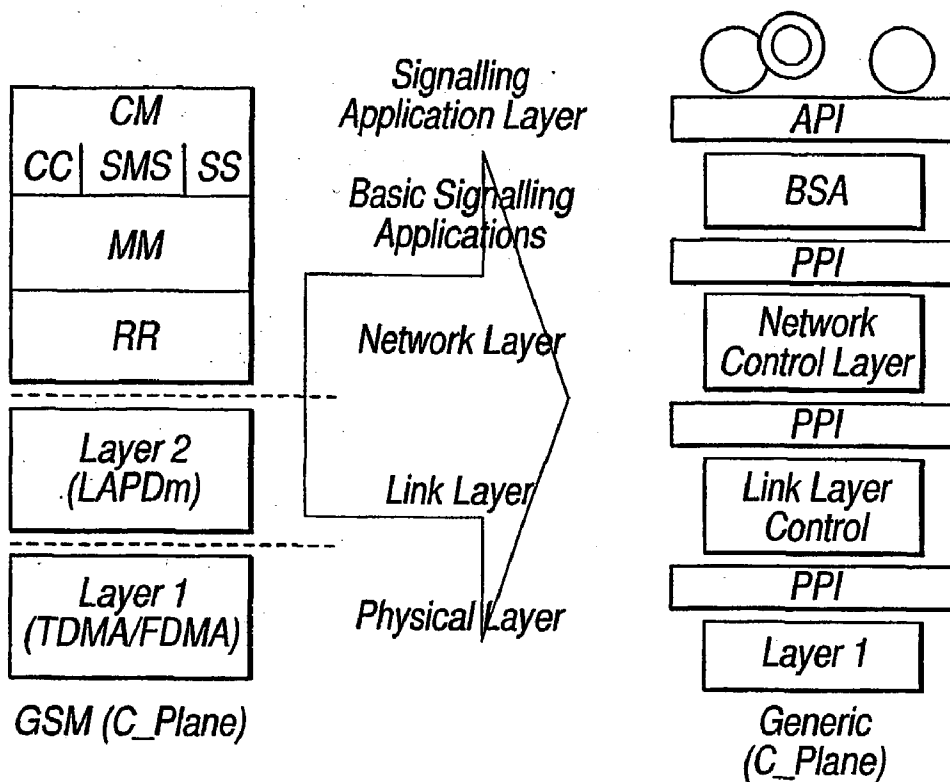 CM
CC SMS SS
MM
RR
Layer 2
(LAPDm)
Layer 1
(TDMA/FDMA)
GSM (C_Plane)
Signalling
Application Layer
Basic Signalling
Applications
Network Layer
Link Layer
Physical Layer
API
BSA
PPI
Network
Control Layer
PPI
Link Layer
Control
PPI
Layer 1
Generic
(C_Plane)